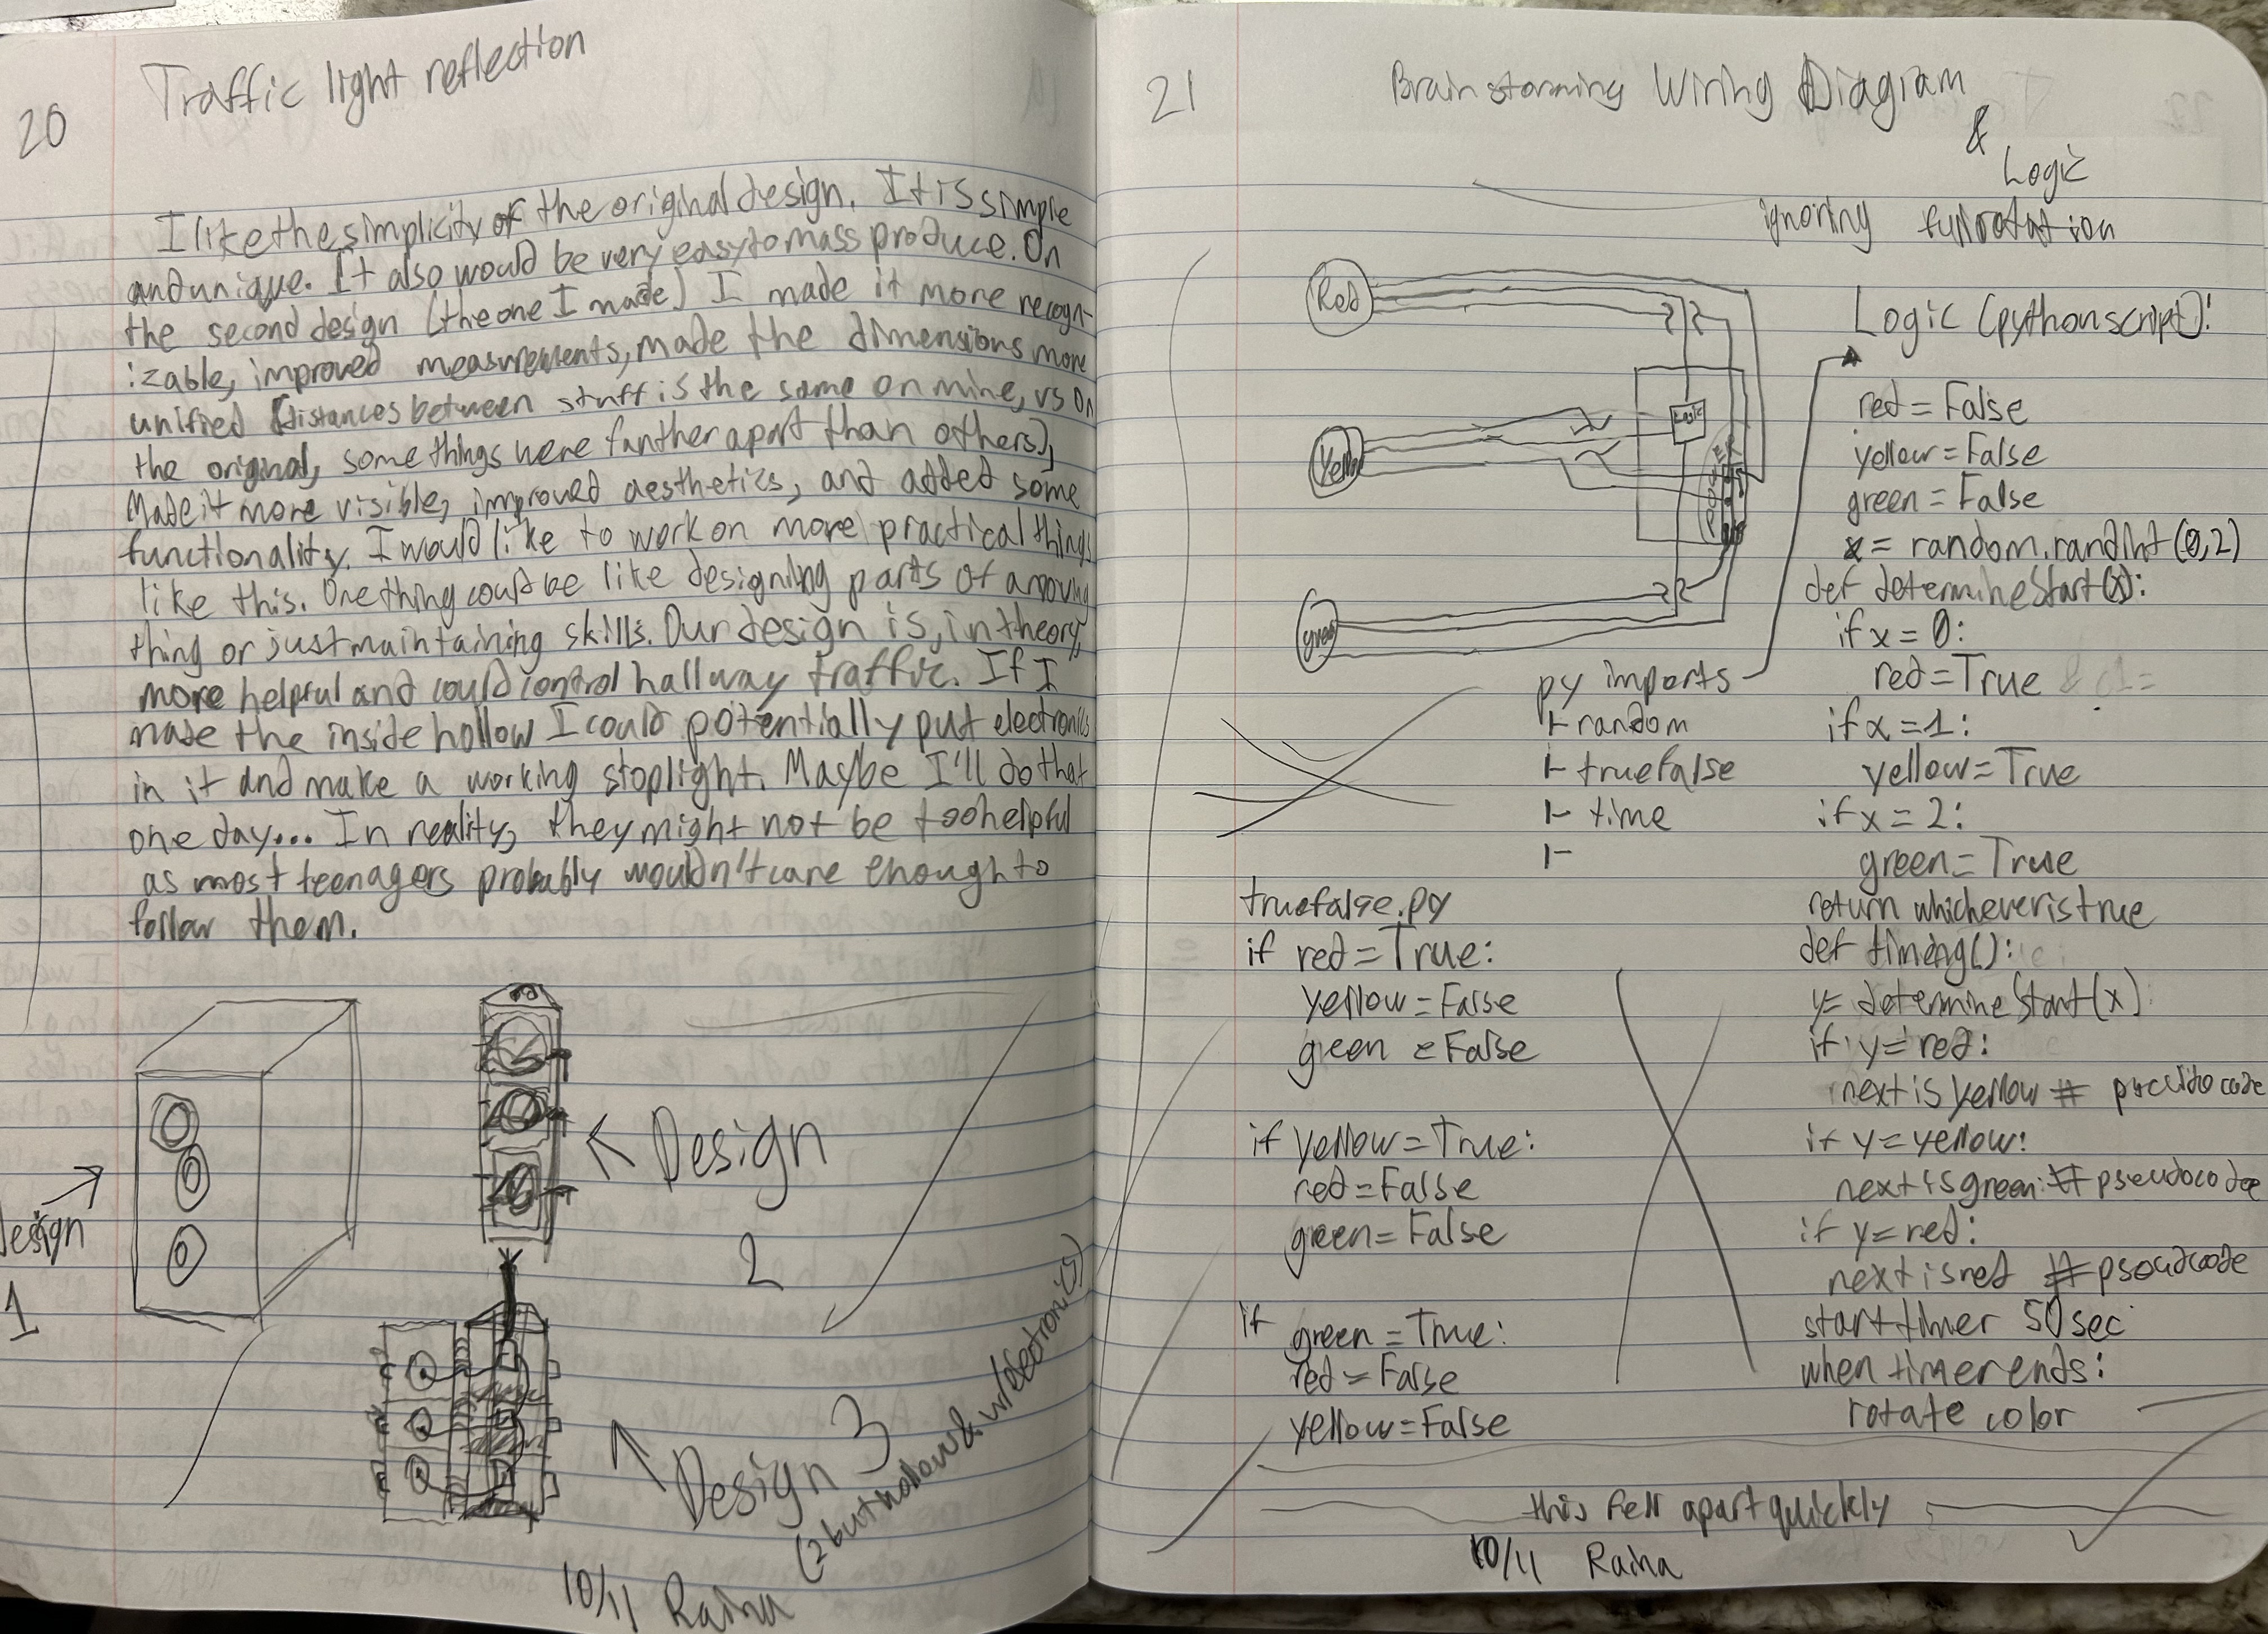 20
Traffic light reflection
I like the simplicity of the original design. It is simple
and unique. It also would be very easy to mass produce. On
the second design (the one I made) I made it more recogn-
izable, improved measurements, made the dimensions more
unified (distances between stuff is the same on mine, vs on
the original, some things were farther apart than others),
Made it more visible, improved aesthetics, and added some
functionality. I would like to work on more practical things
like this. One thing could be like designing parts of a moving
thing or just maintaining skills. Our design is, in theory,
more helpful and could control hallway traffic. If I
made the inside hollow I could potentially put electronics
in it and make a working stoplight. Maybe I'll do that
one day... In reality, they might not be too helpful
as most teenagers probably wouldn't care enough to
follow them.
Design
1
Design
2
Design 3
(2 but hollow & w/electronics)
10/11 Raina
21
Brainstorming Wiring Diagram
&
Logic
ignoring full rotation
Red
Yellow
green
Logic
POWER
py imports
random
truefalse
time
truefalse.py
if red = True:
yellow = False
green = False
if yellow = True:
red = False
green = False
if green = True:
red = False
yellow = False
Logic (python script):
red = False
yellow = False
green = False
x = random.randint(0,2)
def determineStart(x):
if x = 0:
red = True
if x = 1:
yellow = True
if x = 2:
green = True
return whichever is true
def timing():
y = determineStart(x)
if y = red:
next is yellow # pseudocode
if y = yellow:
next is green # pseudocode
if y = red:
next is red # psoudcode
start timer 50 sec
when timer ends:
rotate color
this fell apart quickly
10/11 Raina